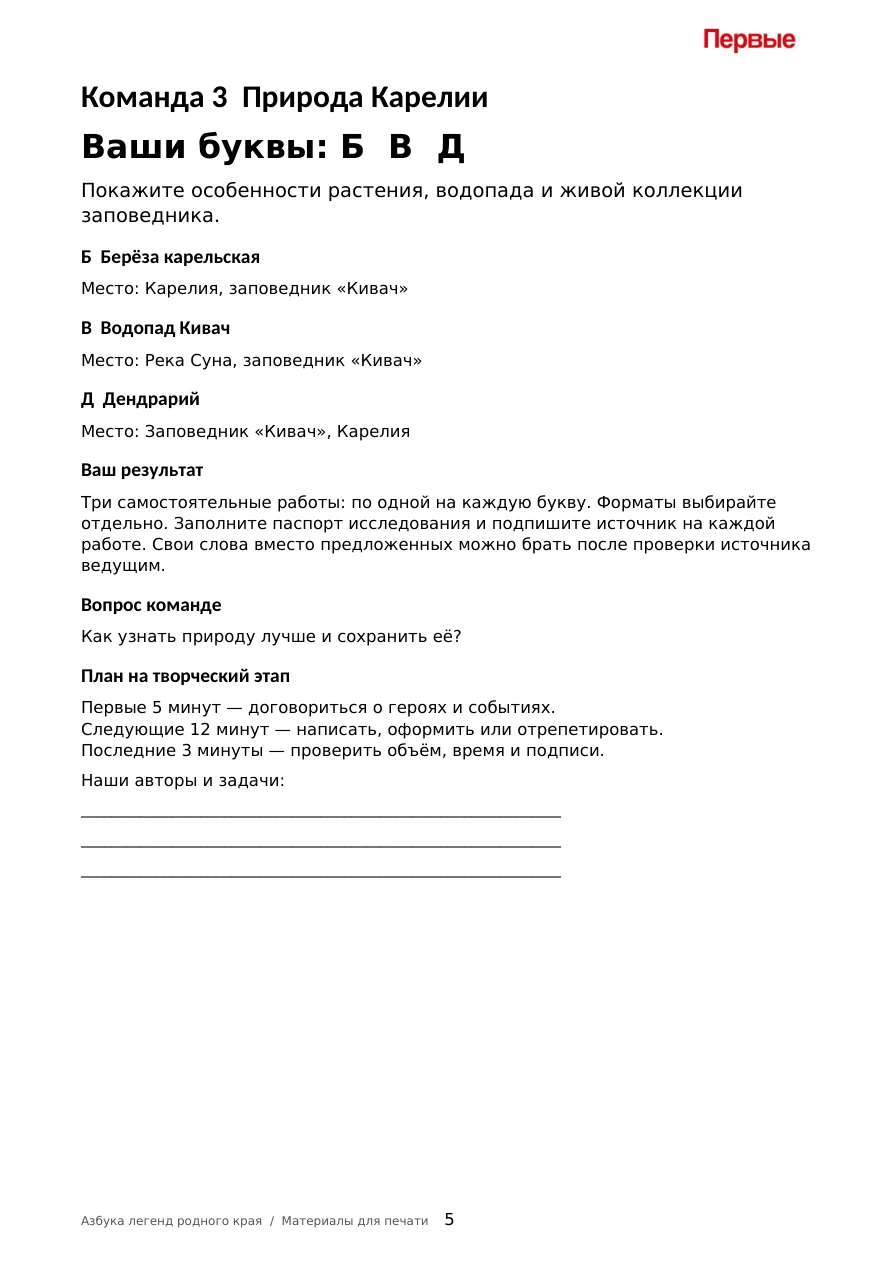 Первые
Команда 3  Природа Карелии
Ваши буквы: Б  В  Д
Покажите особенности растения, водопада и живой коллекции
заповедника.
Б  Берёза карельская
Место: Карелия, заповедник «Кивач»
В  Водопад Кивач
Место: Река Суна, заповедник «Кивач»
Д  Дендрарий
Место: Заповедник «Кивач», Карелия
Ваш результат
Три самостоятельные работы: по одной на каждую букву. Форматы выбирайте
отдельно. Заполните паспорт исследования и подпишите источник на каждой
работе. Свои слова вместо предложенных можно брать после проверки источника
ведущим.
Вопрос команде
Как узнать природу лучше и сохранить её?
План на творческий этап
Первые 5 минут — договориться о героях и событиях.
Следующие 12 минут — написать, оформить или отрепетировать.
Последние 3 минуты — проверить объём, время и подписи.
Наши авторы и задачи:
Азбука легенд родного края  /  Материалы для печати 5